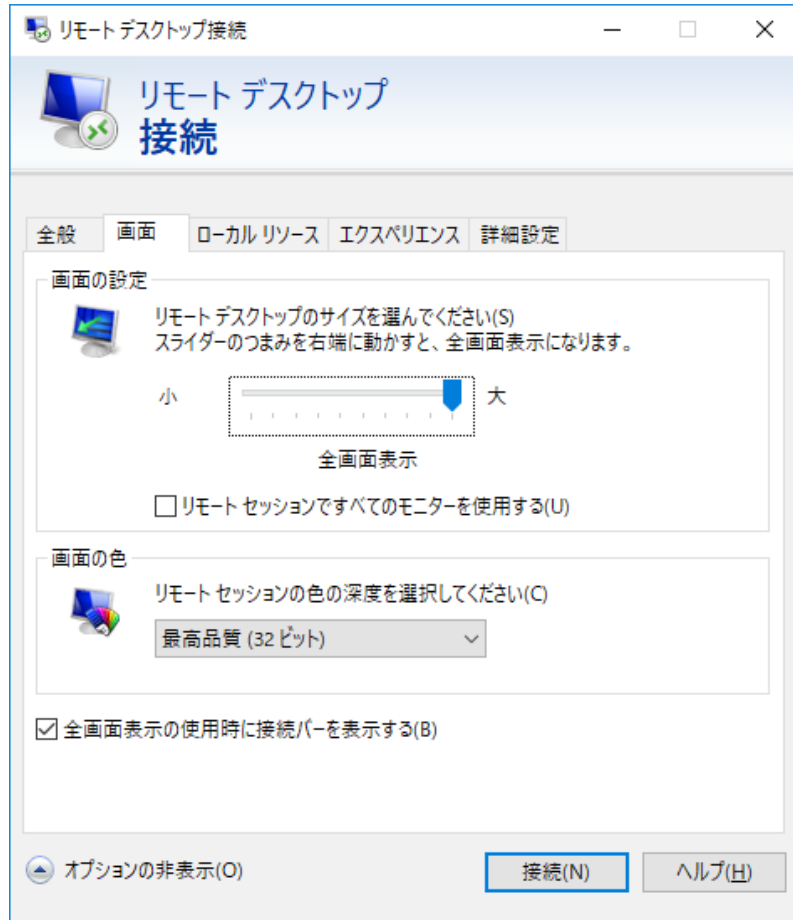 リモート デスクトップ接続
リモート デスクトップ
接続
全般 画面 ローカル リソース エクスペリエンス 詳細設定
画面の設定
リモート デスクトップのサイズを選んでください(S)
スライダーのつまみを右端に動かすと、全画面表示になります。
小 大
全画面表示
リモート セッションですべてのモニターを使用する(U)
画面の色
リモート セッションの色の深度を選択してください(C)
最高品質 (32 ビット)
全画面表示の使用時に接続バーを表示する(B)
オプションの非表示(O) 接続(N) ヘルプ(H)